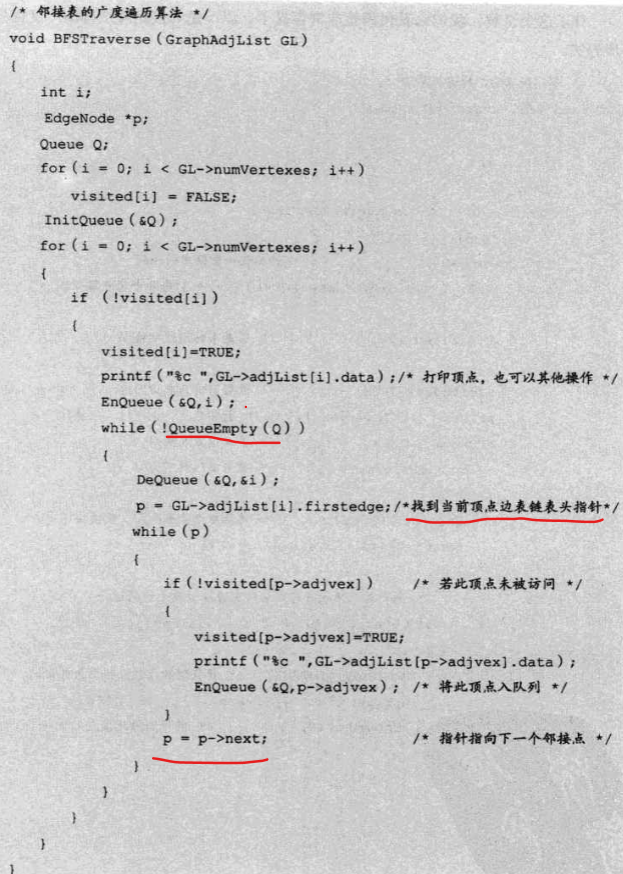 /* 邻接表的广度遍历算法 */
void BFSTraverse(GraphAdjList GL)
{
int i;
EdgeNode *p;
Queue Q;
for(i = 0; i < GL->numVertexes; i++)
visited[i] = FALSE;
InitQueue(&Q);
for(i = 0; i < GL->numVertexes; i++)
{
if (!visited[i])
{
visited[i]=TRUE;
printf("%c ",GL->adjList[i].data);/* 打印顶点，也可以其他操作 */
EnQueue(&Q,i);
while(!QueueEmpty(Q))
{
DeQueue(&Q,&i);
p = GL->adjList[i].firstedge;/*找到当前顶点边表链表头指针*/
while(p)
{
if(!visited[p->adjvex]) /* 若此顶点未被访问 */
{
visited[p->adjvex]=TRUE;
printf("%c ",GL->adjList[p->adjvex].data);
EnQueue(&Q,p->adjvex); /* 将此顶点入队列 */
}
p = p->next; /* 指针指向下一个邻接点 */
}
}
}
}
}